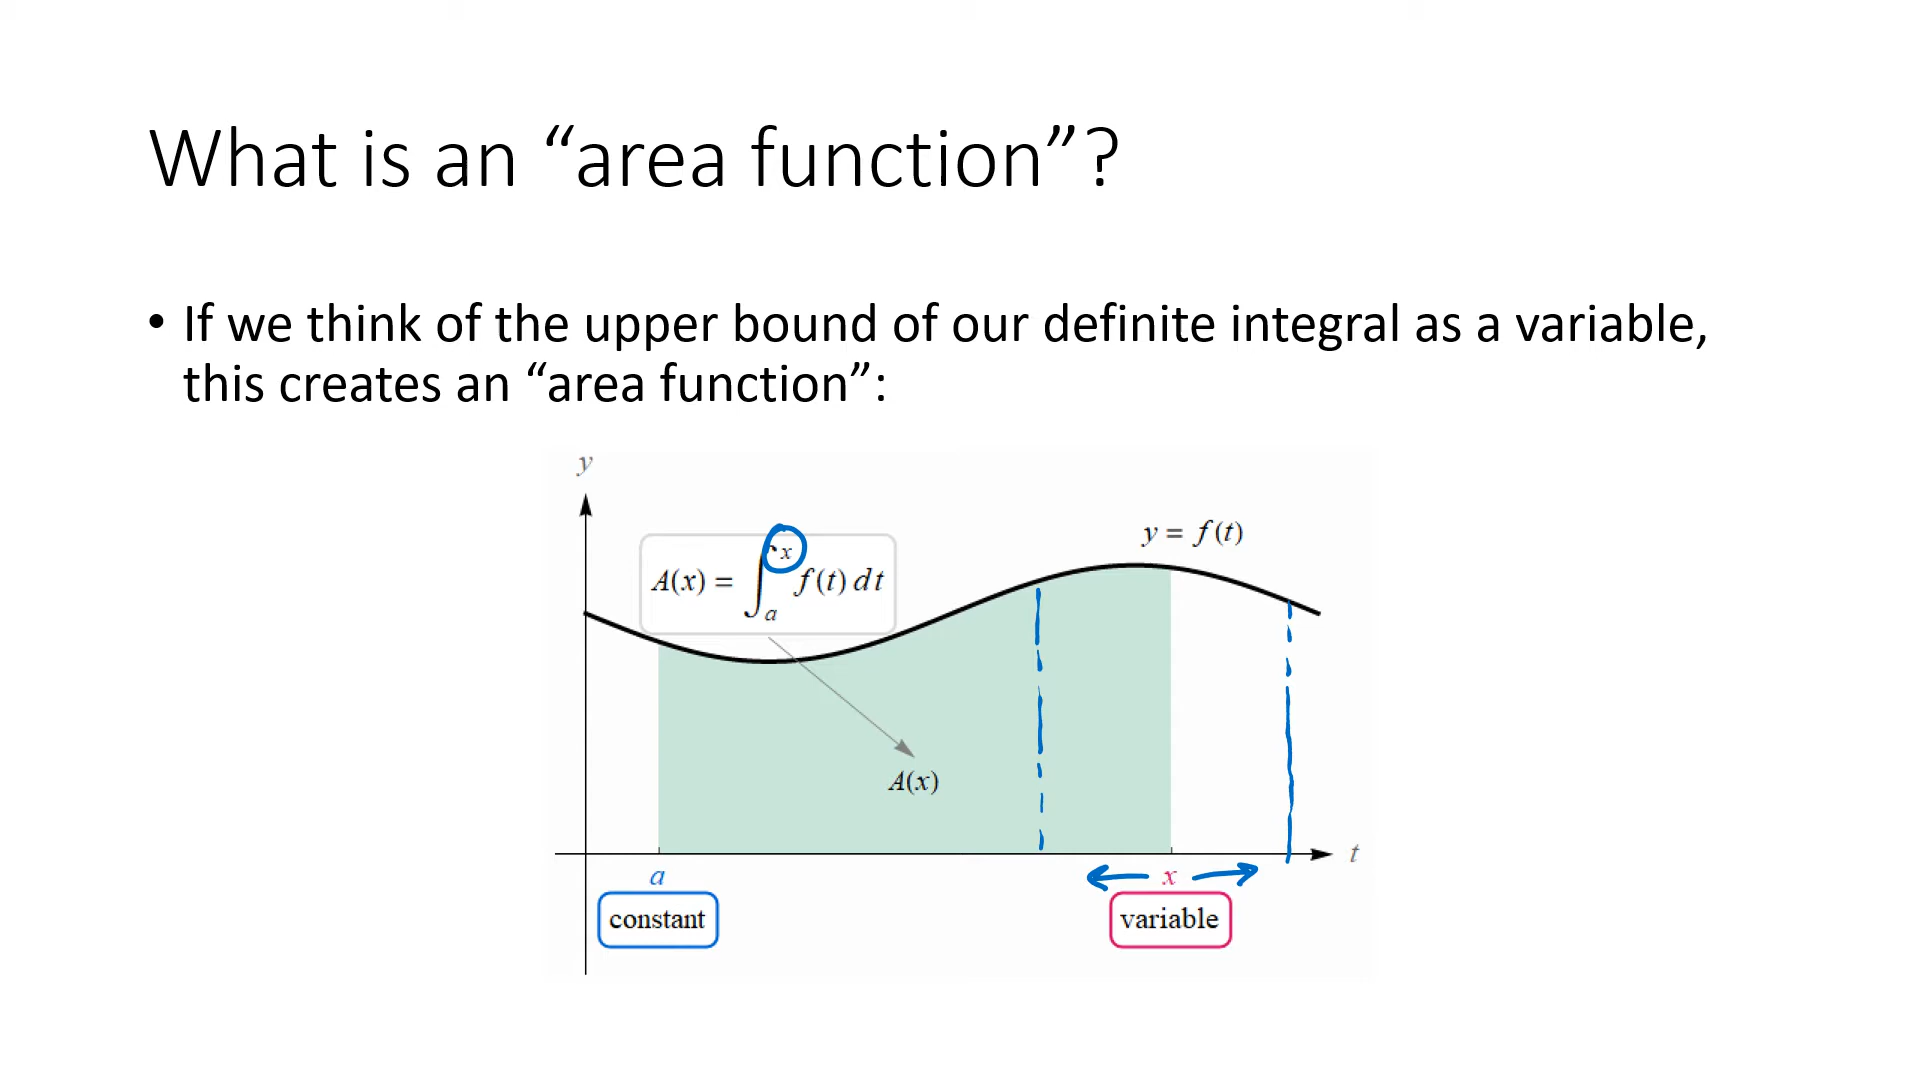 What is an “area function”?
• If we think of the upper bound of our definite integral as a variable,
this creates an “area function”:
y
y = f(t)
A(x) = ∫ₐˣ f(t) dt
A(x)
t
a
x
constant
variable